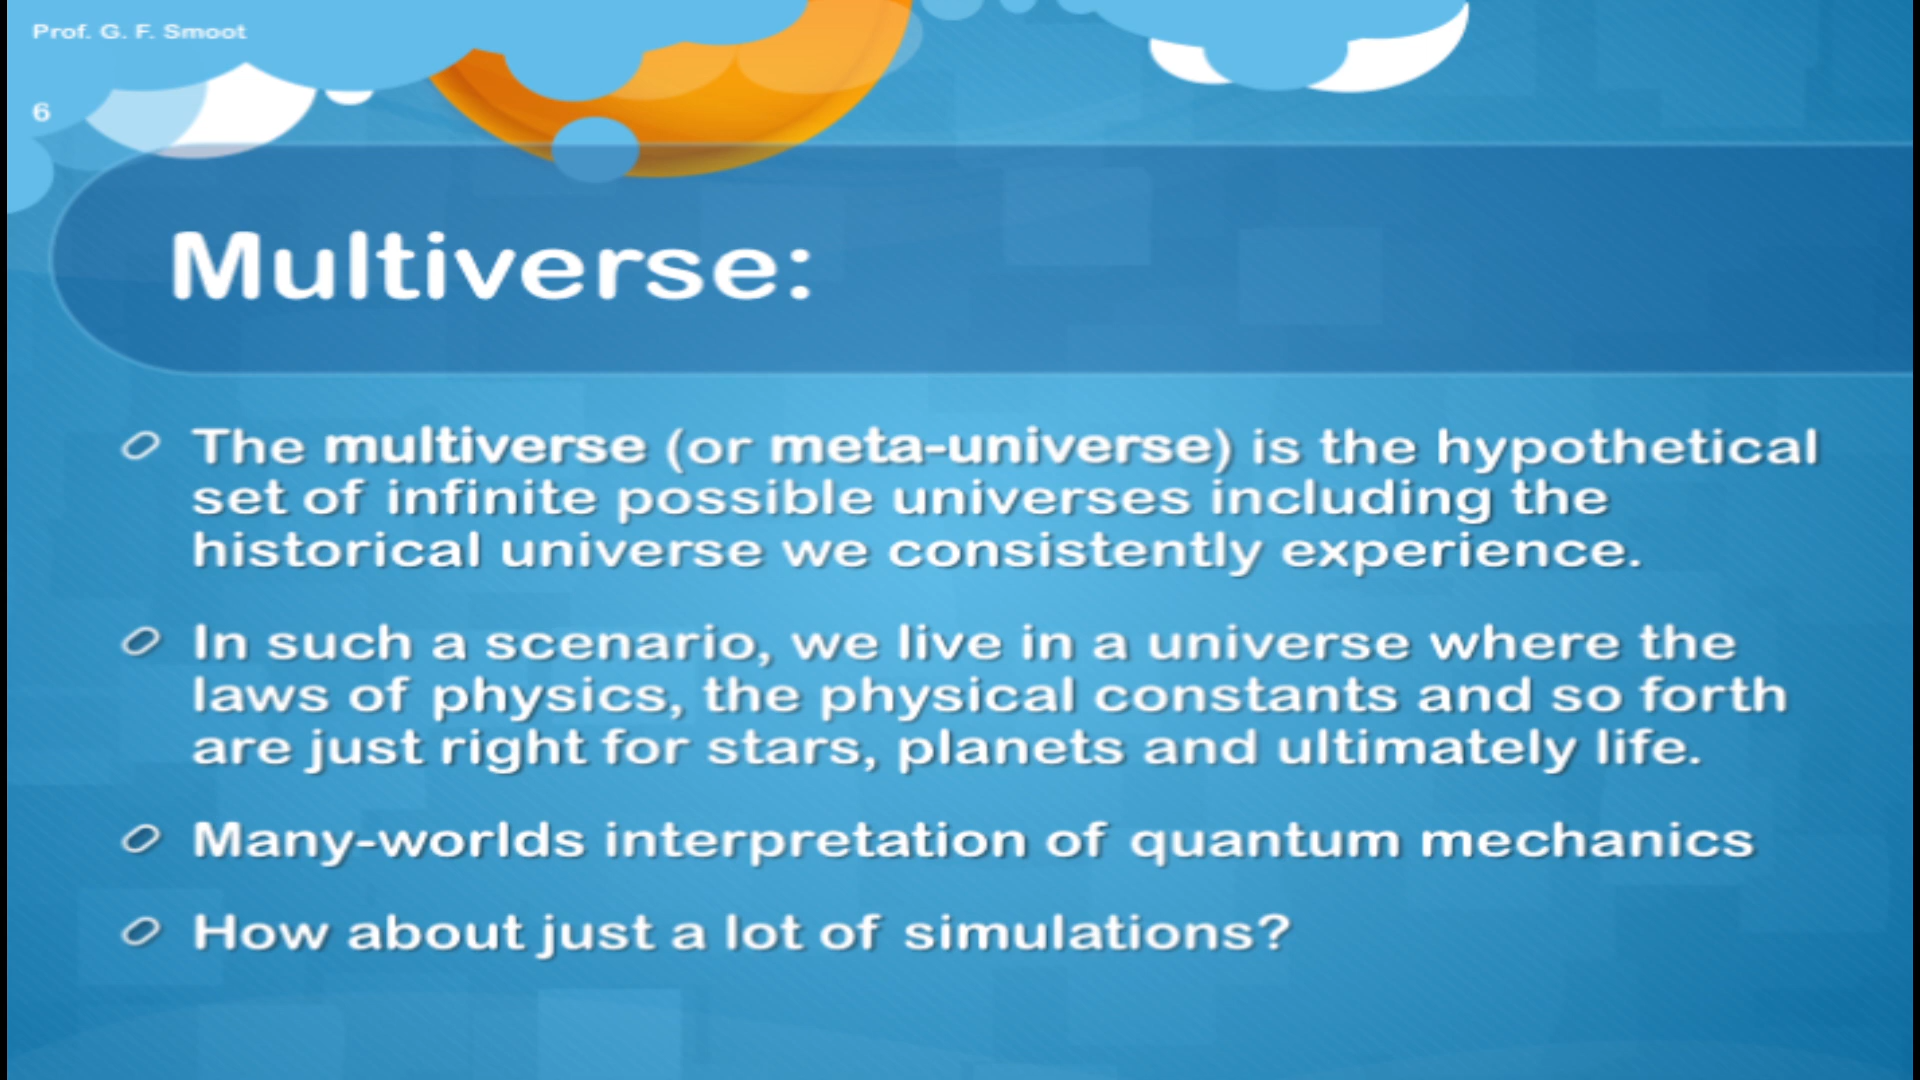 Prof. G. F. Smoot
6
Multiverse:
The multiverse (or meta-universe) is the hypothetical
set of infinite possible universes including the
historical universe we consistently experience.
In such a scenario, we live in a universe where the
laws of physics, the physical constants and so forth
are just right for stars, planets and ultimately life.
Many-worlds interpretation of quantum mechanics
How about just a lot of simulations?